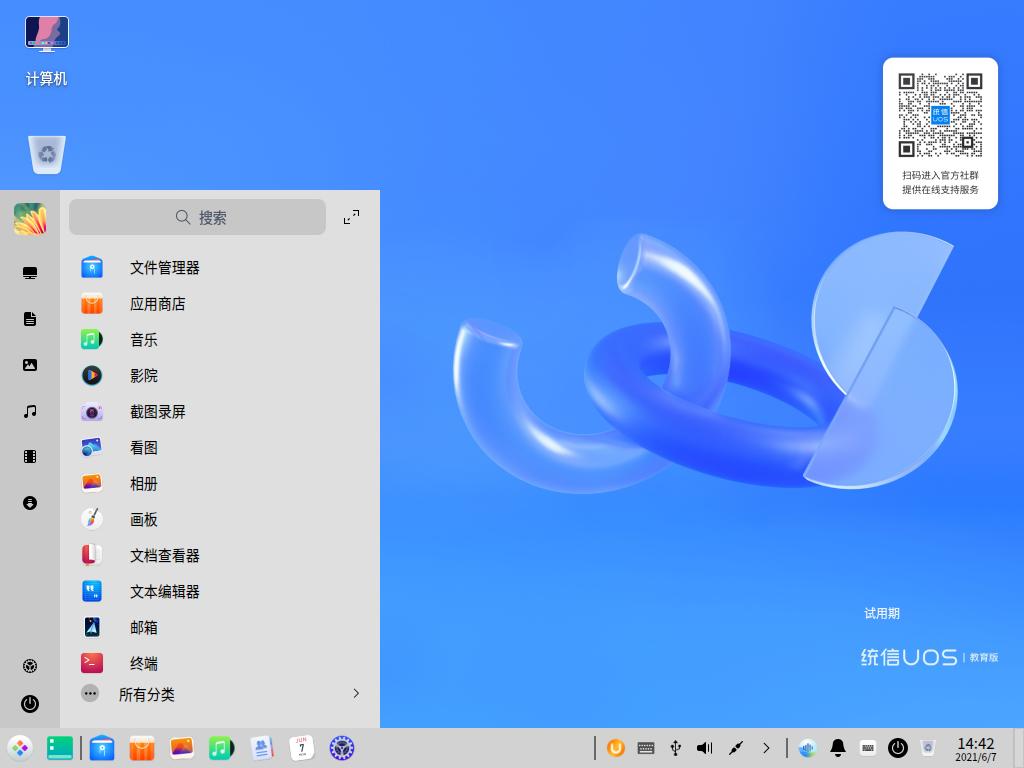 计算机
搜索
文件管理器
应用商店
音乐
影院
截图录屏
看图
相册
画板
文档查看器
文本编辑器
邮箱
终端
所有分类
统信
UOS
扫码进入官方社群
提供在线支持服务
试用期
统信UOS | 教育版
JUN
7
14:42
2021/6/7